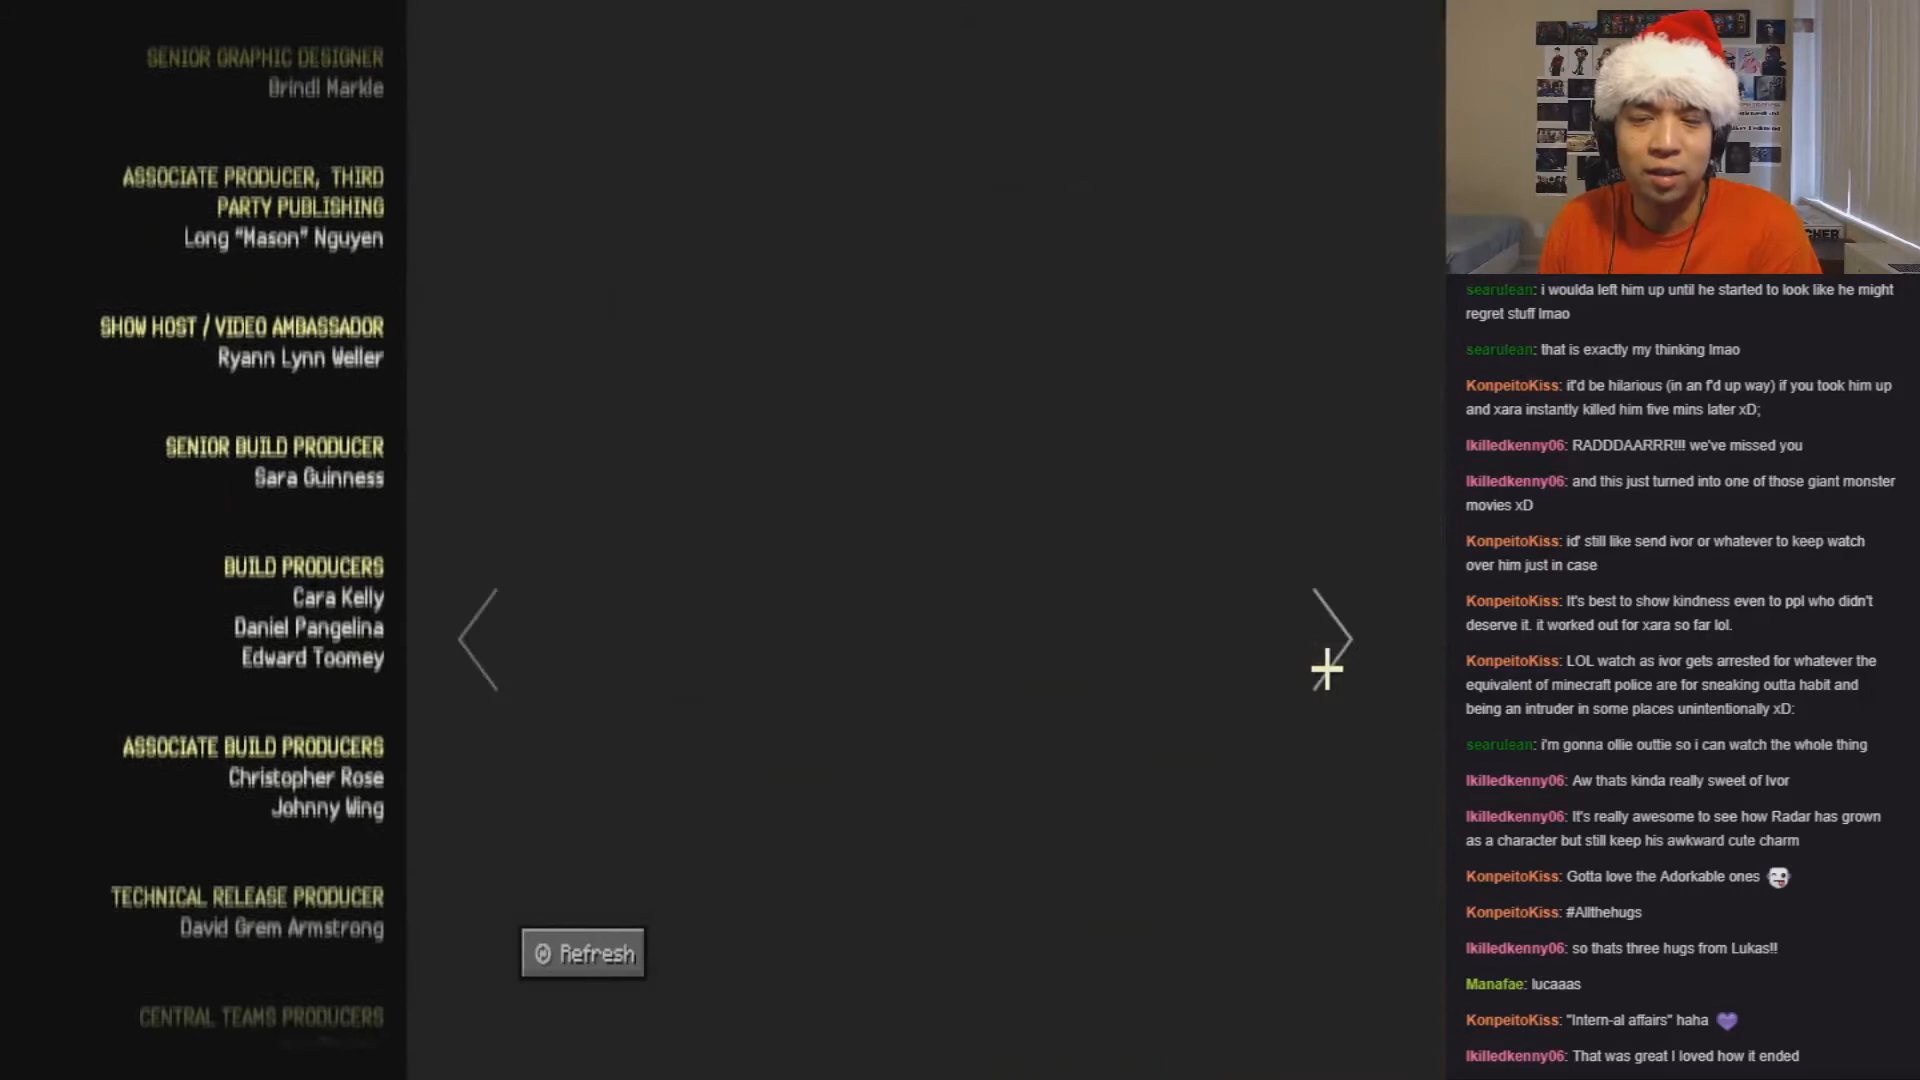 SENIOR GRAPHIC DESIGNER
Brindl Markle
ASSOCIATE PRODUCER, THIRD
PARTY PUBLISHING
Long "Mason" Nguyen
SHOW HOST / VIDEO AMBASSADOR
Ryann Lynn Weller
SENIOR BUILD PRODUCER
Sara Guinness
BUILD PRODUCERS
Cara Kelly
Daniel Pangelina
Edward Toomey
ASSOCIATE BUILD PRODUCERS
Christopher Rose
Johnny Wing
TECHNICAL RELEASE PRODUCER
David Grem Armstrong
CENTRAL TEAMS PRODUCERS
Refresh
CHER
searulean: i woulda left him up until he started to look like he might
regret stuff lmao
searulean: that is exactly my thinking lmao
KonpeitoKiss: it'd be hilarious (in an f'd up way) if you took him up
and xara instantly killed him five mins later xD;
Ikilledkenny06: RADDDAARRR!!! we've missed you
Ikilledkenny06: and this just turned into one of those giant monster
movies xD
KonpeitoKiss: id' still like send ivor or whatever to keep watch
over him just in case
KonpeitoKiss: It's best to show kindness even to ppl who didn't
deserve it. it worked out for xara so far lol.
KonpeitoKiss: LOL watch as ivor gets arrested for whatever the
equivalent of minecraft police are for sneaking outta habit and
being an intruder in some places unintentionally xD:
searulean: i'm gonna ollie outtie so i can watch the whole thing
Ikilledkenny06: Aw thats kinda really sweet of Ivor
Ikilledkenny06: It's really awesome to see how Radar has grown
as a character but still keep his awkward cute charm
KonpeitoKiss: Gotta love the Adorkable ones
KonpeitoKiss: #Allthehugs
Ikilledkenny06: so thats three hugs from Lukas!!
Manafae: lucaaas
KonpeitoKiss: "Intern-al affairs" haha
Ikilledkenny06: That was great I loved how it ended